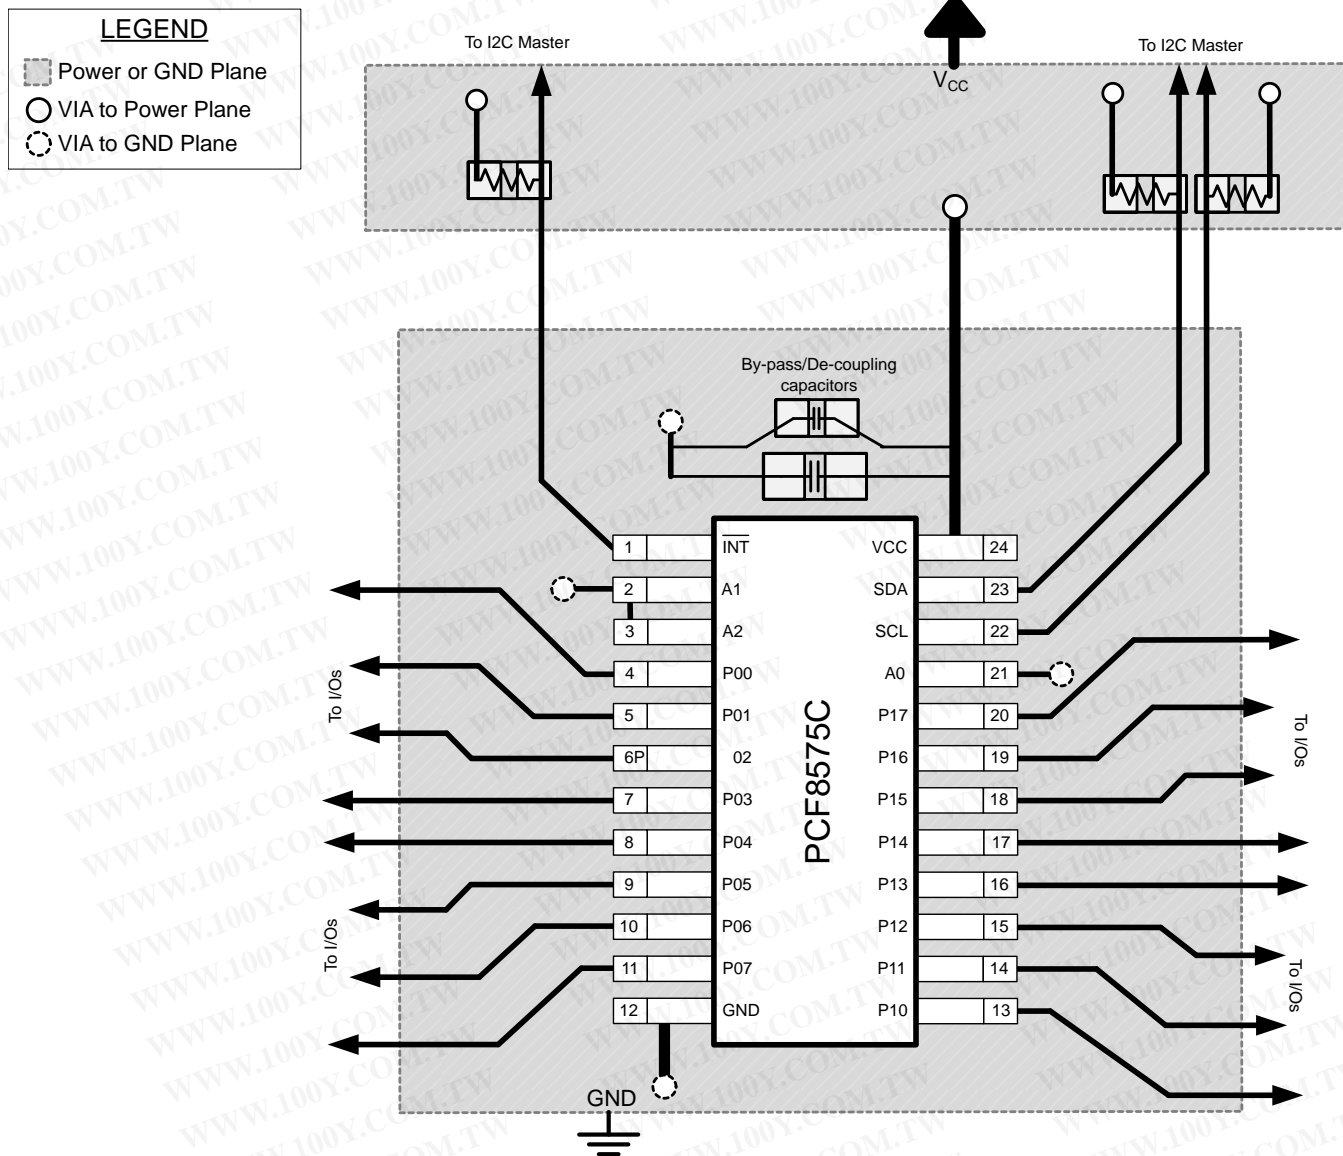 LEGEND
Power or GND Plane
VIA to Power Plane
VIA to GND Plane
To I2C Master
VCC
To I2C Master
By-pass/De-coupling
capacitors
1 INT VCC 24
2 A1 SDA 23
3 A2 SCL 22
4 P00 A0 21
5 P01 P17 20
6P 02 P16 19
7 P03 P15 18
8 P04 P14 17
9 P05 P13 16
10 P06 P12 15
11 P07 P11 14
12 GND P10 13
PCF8575C
To I/Os
To I/Os
To I/Os
To I/Os
GND
WWW.100Y.COM.TW